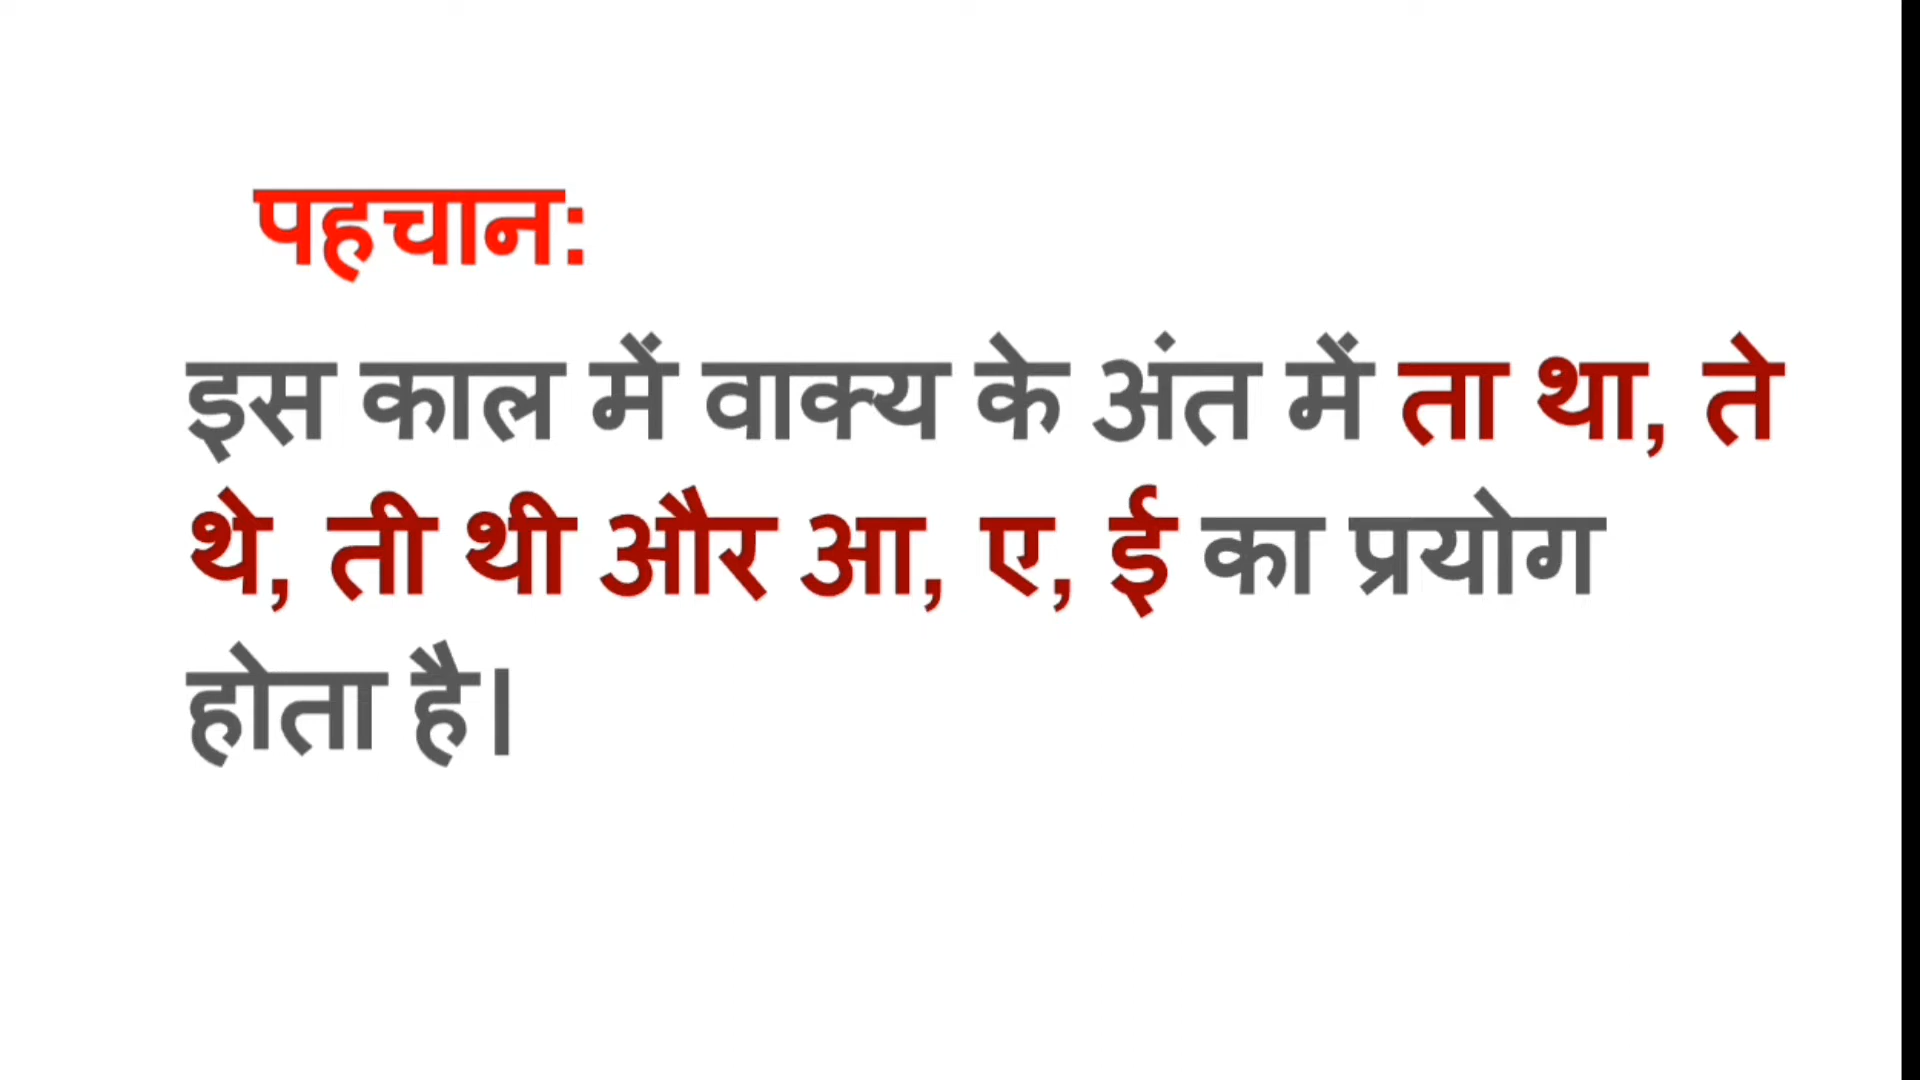 पहचान:
इस काल में वाक्य के अंत में ता था, ते
थे, ती थी और आ, ए, ई का प्रयोग
होता है।